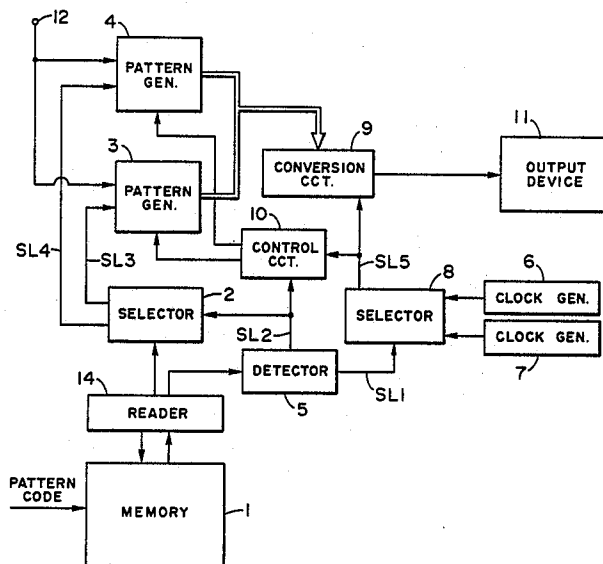 12
4
PATTERN
GEN.
3
PATTERN
GEN.
9
CONVERSION
CCT.
11
OUTPUT
DEVICE
10
CONTROL
CCT.
SL4
SL3
2
SELECTOR
SL2
SL5
8
SELECTOR
6
CLOCK GEN.
CLOCK GEN.
7
14
READER
DETECTOR
5
SL1
PATTERN
CODE
MEMORY
1